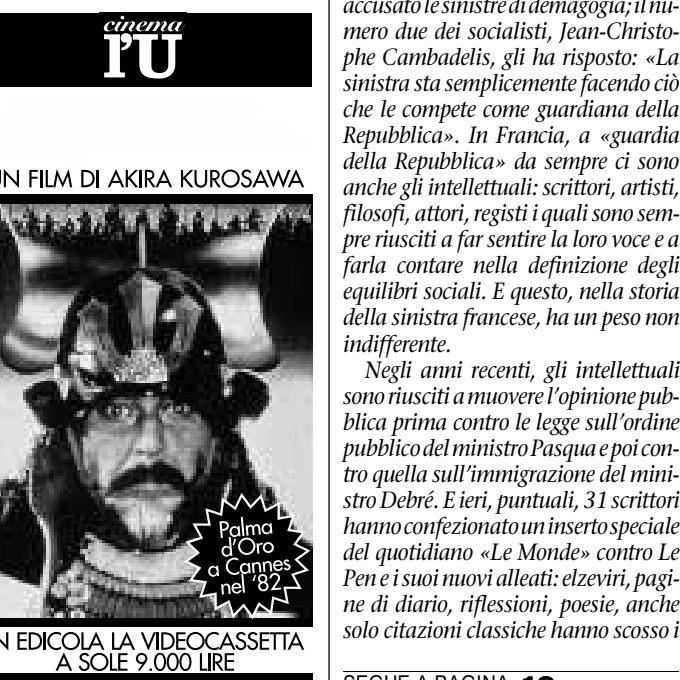 cinema
l'U
UN FILM DI AKIRA KUROSAWA
Palma
d'Oro
a Cannes
nel '82
IN EDICOLA LA VIDEOCASSETTA
A SOLE 9.000 LIRE
accusato le sinistre di demagogia; il nu-
mero due dei socialisti, Jean-Christo-
phe Cambadelis, gli ha risposto: «La
sinistra sta semplicemente facendo ciò
che le compete come guardiana della
Repubblica». In Francia, a «guardia
della Repubblica» da sempre ci sono
anche gli intellettuali: scrittori, artisti,
filosofi, attori, registi i quali sono sem-
pre riusciti a far sentire la loro voce e a
farla contare nella definizione degli
equilibri sociali. E questo, nella storia
della sinistra francese, ha un peso non
indifferente.
Negli anni recenti, gli intellettuali
sono riusciti a muovere l'opinione pub-
blica prima contro le legge sull'ordine
pubblico del ministro Pasqua e poi con-
tro quella sull'immigrazione del mini-
stro Debré. E ieri, puntuali, 31 scrittori
hanno confezionato un inserto speciale
del quotidiano «Le Monde» contro Le
Pen e i suoi nuovi alleati: elzeviri, pagi-
ne di diario, riflessioni, poesie, anche
solo citazioni classiche hanno scosso i
SEGUE A PAGINA